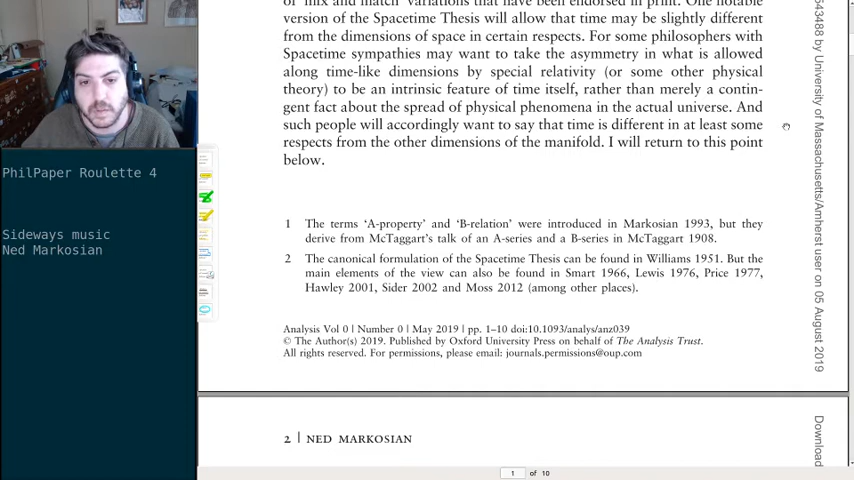 PhilPaper Roulette 4
Sideways music
Ned Markosian
of 'mix and match' variations that have been endorsed in print. One notable
version of the Spacetime Thesis will allow that time may be slightly different
from the dimensions of space in certain respects. For some philosophers with
Spacetime sympathies may want to take the asymmetry in what is allowed
along time-like dimensions by special relativity (or some other physical
theory) to be an intrinsic feature of time itself, rather than merely a contin-
gent fact about the spread of physical phenomena in the actual universe. And
such people will accordingly want to say that time is different in at least some
respects from the other dimensions of the manifold. I will return to this point
below.
1 The terms 'A-property' and 'B-relation' were introduced in Markosian 1993, but they
derive from McTaggart's talk of an A-series and a B-series in McTaggart 1908.
2 The canonical formulation of the Spacetime Thesis can be found in Williams 1951. But the
main elements of the view can also be found in Smart 1966, Lewis 1976, Price 1977,
Hawley 2001, Sider 2002 and Moss 2012 (among other places).
Analysis Vol 0 | Number 0 | May 2019 | pp. 1–10 doi:10.1093/analys/anz039
© The Author(s) 2019. Published by Oxford University Press on behalf of The Analysis Trust.
All rights reserved. For permissions, please email: journals.permissions@oup.com
643488 by University of Massachusetts/Amherst user on 05 August 2019
2 | NED MARKOSIAN
Download
1 of 10